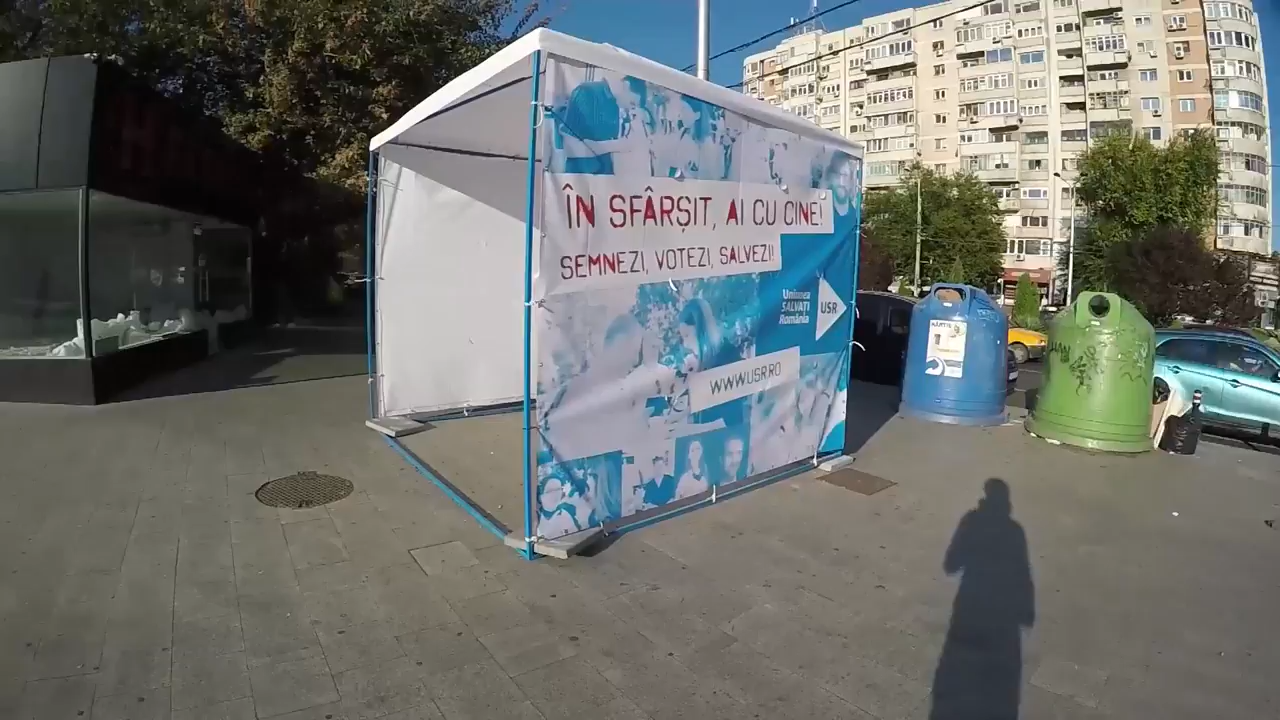 ÎN SFÂRȘIT, AI CU CINE!
SEMNEZI, VOTEZI, SALVEZI!
Uniunea
SALVAȚI
România
USR
WWW.USR.RO